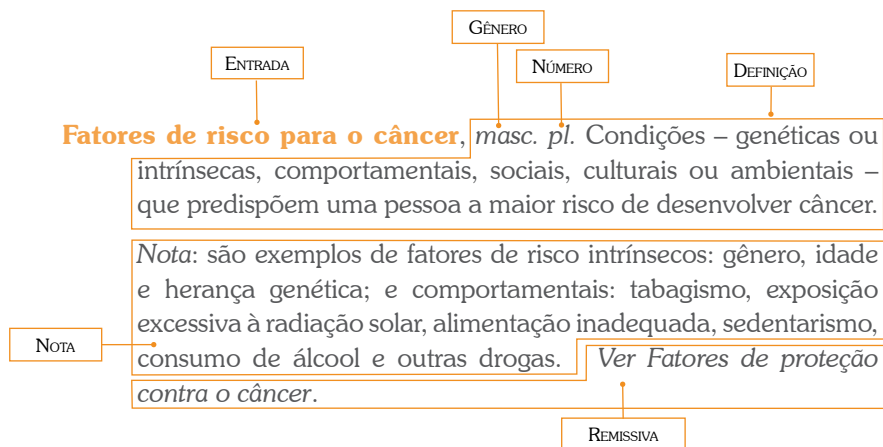 GÊNERO
ENTRADA
NÚMERO
DEFINIÇÃO
Fatores de risco para o câncer, masc. pl. Condições – genéticas ou
intrínsecas, comportamentais, sociais, culturais ou ambientais –
que predispõem uma pessoa a maior risco de desenvolver câncer.
Nota: são exemplos de fatores de risco intrínsecos: gênero, idade
e herança genética; e comportamentais: tabagismo, exposição
excessiva à radiação solar, alimentação inadequada, sedentarismo,
NOTA
consumo de álcool e outras drogas. Ver Fatores de proteção
contra o câncer.
REMISSIVA